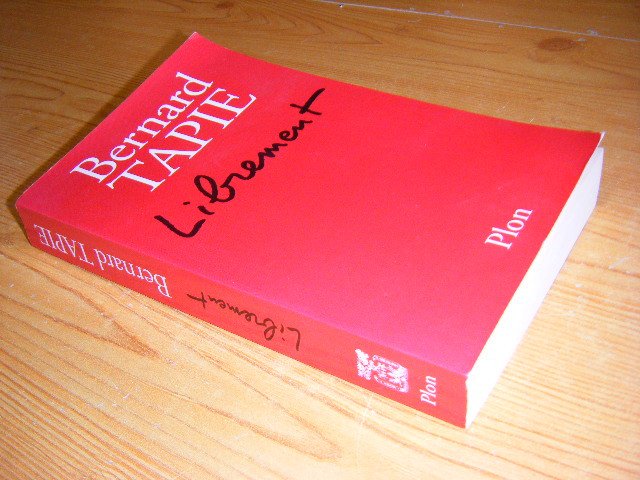 Bernard
TAPIE
Librement
Plon
Bernard TAPIE
Librement
Plon